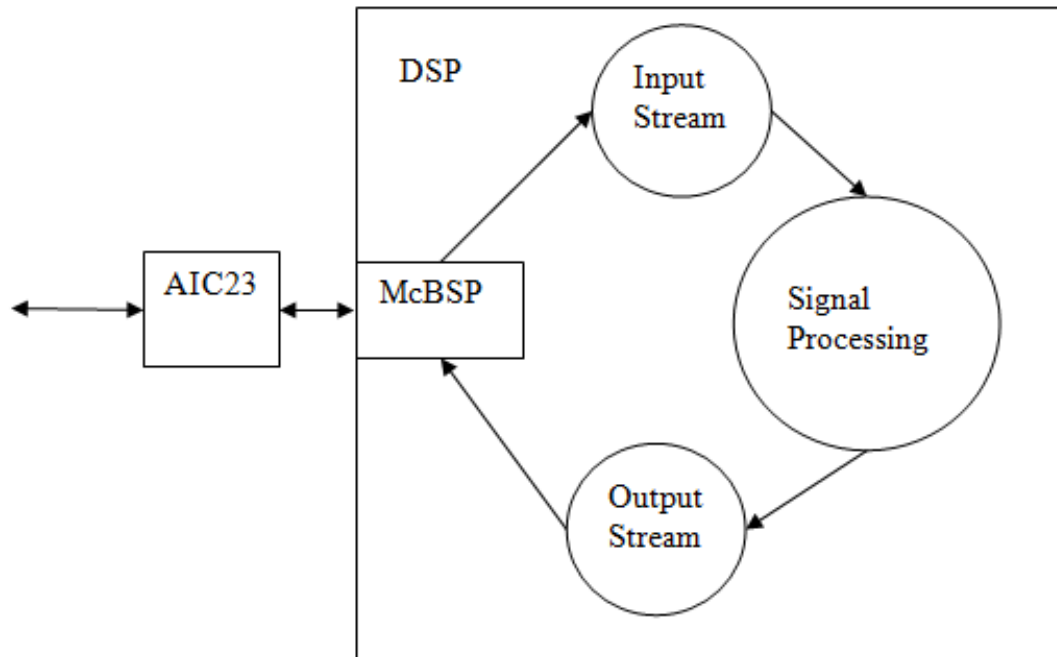 DSP
Input
Stream
AIC23
McBSP
Signal
Processing
Output
Stream